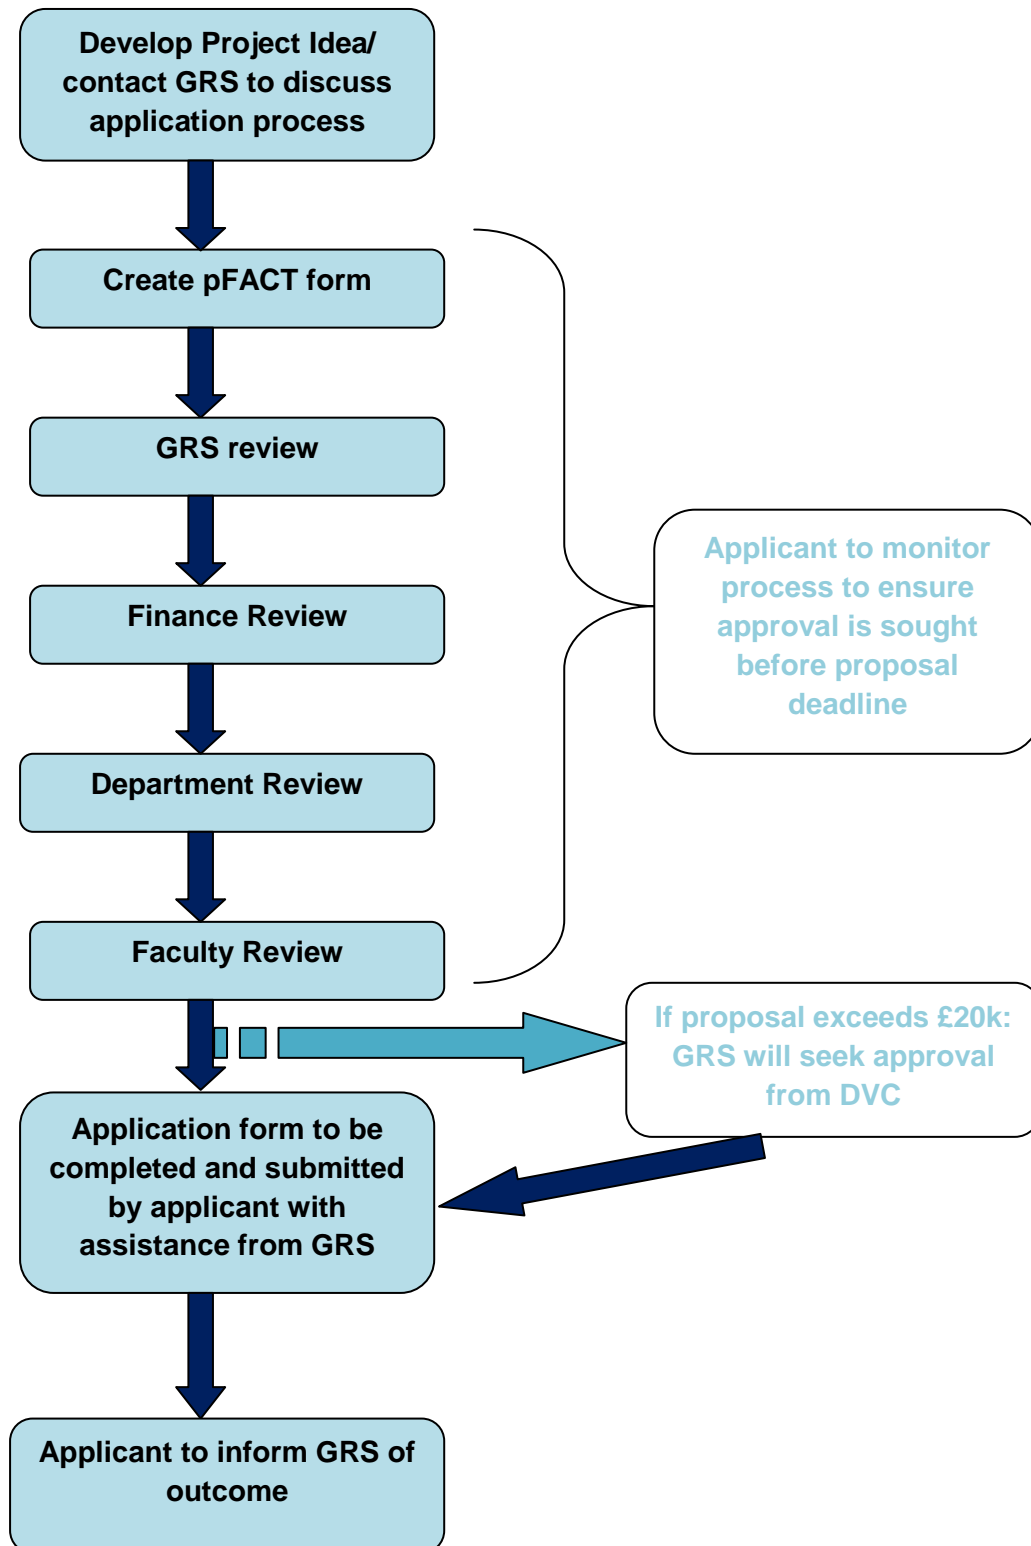 Develop Project Idea/
contact GRS to discuss
application process
Create pFACT form
GRS review
Finance Review
Department Review
Faculty Review
Applicant to monitor
process to ensure
approval is sought
before proposal
deadline
If proposal exceeds £20k:
GRS will seek approval
from DVC
Application form to be
completed and submitted
by applicant with
assistance from GRS
Applicant to inform GRS of
outcome